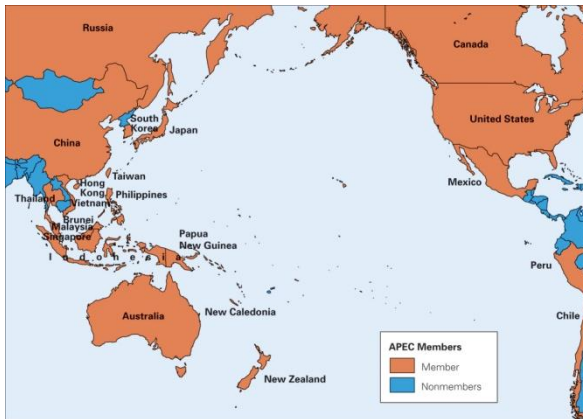 Russia
Canada
United States
China
South
Korea
Japan
Taiwan
Hong
Kong
Philippines
Thailand
Vietnam
Mexico
Brunei
Malaysia
Singapore
Indonesia
Papua
New Guinea
Peru
Australia
New Caledonia
Chile
New Zealand
APEC Members
Member
Nonmembers